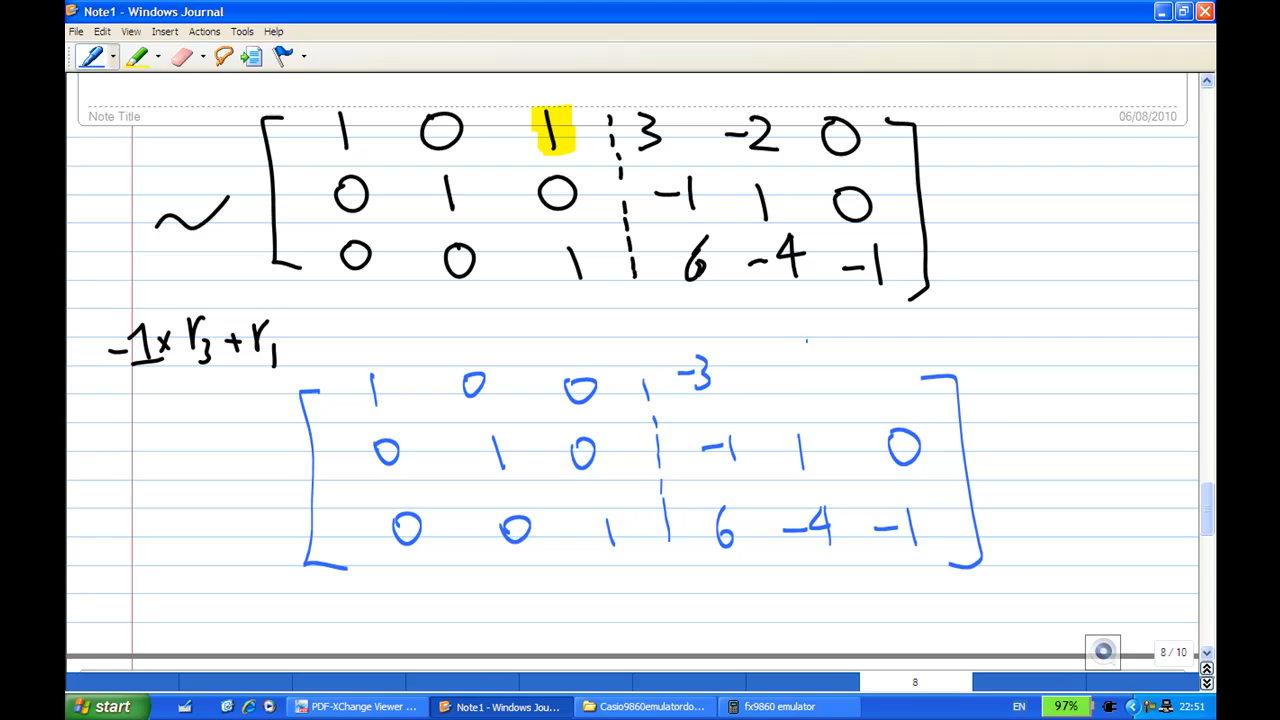 Note1 - Windows Journal
File Edit View Insert Actions Tools Help
Note Title 06/08/2010
1 0 1 3 -2 0
~ 0 1 0 -1 1 0
0 0 1 6 -4 -1
-1 × r3 + r1
1 0 0 -3
0 1 0 -1 1 0
0 0 1 6 -4 -1
8 / 10
8
start PDF-XChange Viewer ... Note1 - Windows Jou... Casio9860emulatordo... fx9860 emulator EN 97% 22:51